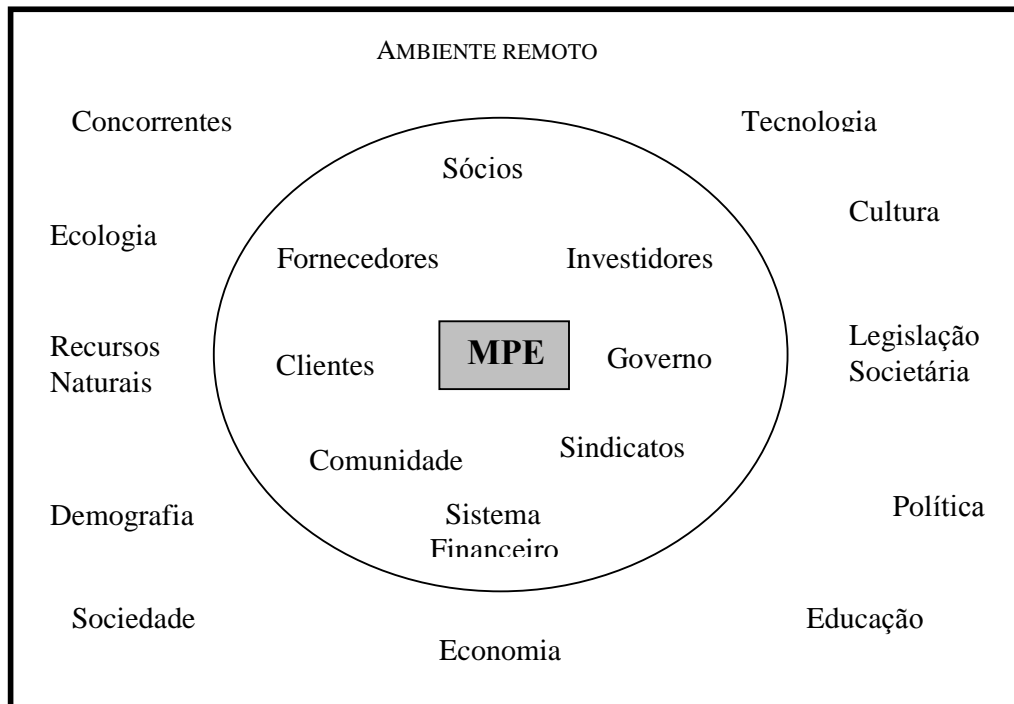 AMBIENTE REMOTO
Concorrentes
Tecnologia
Sócios
Cultura
Ecologia
Fornecedores
Investidores
Recursos
Naturais
Clientes
MPE
Governo
Legislação
Societária
Comunidade
Sindicatos
Demografia
Sistema
Financeiro
Política
Sociedade
Economia
Educação